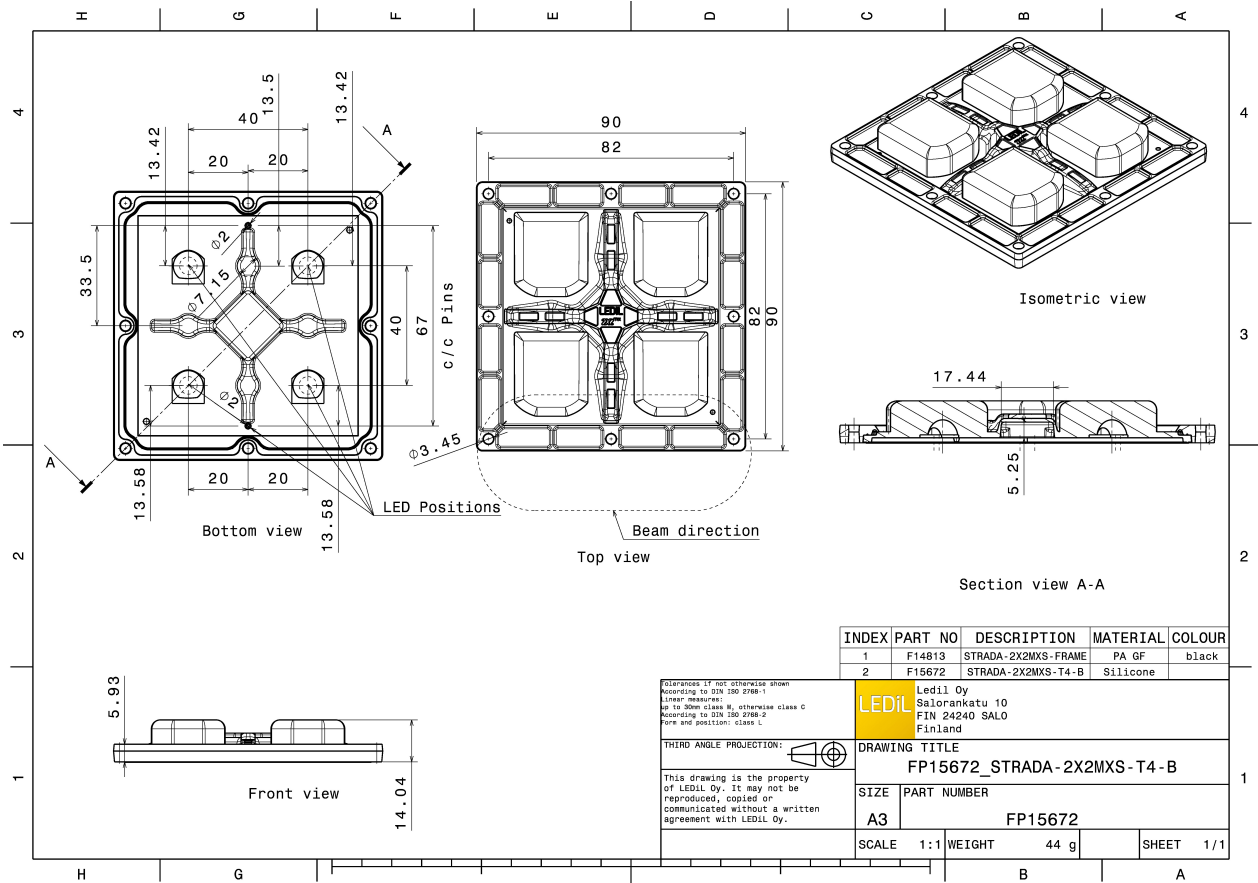 H G F E D C B A
4
4
3
3
2
2
1
1
H G B A
40
20
20
13.42
13.5
13.42
A
33.5
Ø2
Ø7.15
Ø2
40
67
C/C Pins
A
20
20
13.58
13.58
LED Positions
Bottom view
90
82
LEDiL
82
90
Ø3.45
Beam direction
Top view
Isometric view
17.44
5.25
Section view A-A
5.93
14.04
Front view
INDEX PART NO DESCRIPTION MATERIAL COLOUR
1 F14813 STRADA-2X2MXS-FRAME PA GF black
2 F15672 STRADA-2X2MXS-T4-B Silicone
Tolerances if not otherwise shown
According to DIN ISO 2768-1
Linear measures:
up to 30mm class M, otherwise class C
According to DIN ISO 2768-2
Form and position: class L
LEDiL
Ledil Oy
Salorankatu 10
FIN 24240 SALO
Finland
THIRD ANGLE PROJECTION:
DRAWING TITLE
FP15672_STRADA-2X2MXS-T4-B
This drawing is the property
of LEDiL Oy. It may not be
reproduced, copied or
communicated without a written
agreement with LEDiL Oy.
SIZE
A3
PART NUMBER
FP15672
SCALE 1:1 WEIGHT 44 g SHEET 1/1